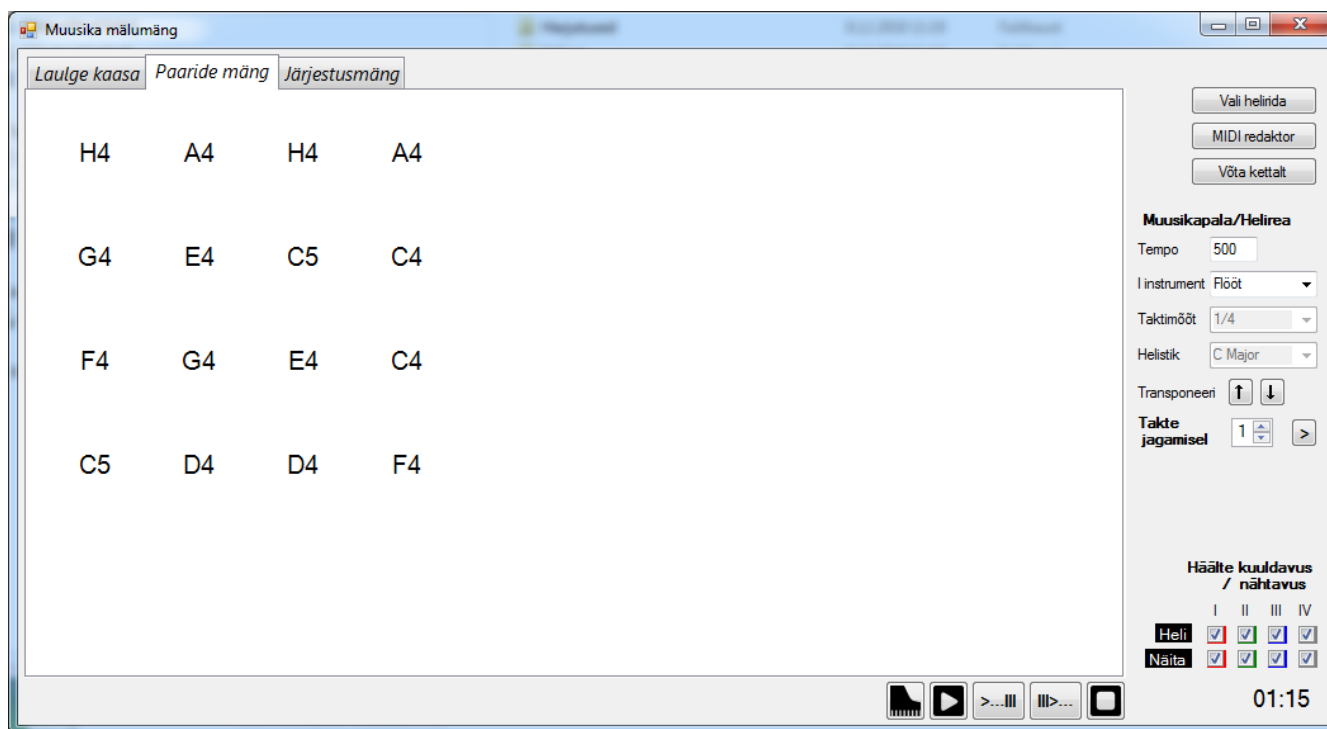 Muusika mälumäng
Laulge kaasa Paaride mäng Järjestusmäng
H4 A4 H4 A4
G4 E4 C5 C4
F4 G4 E4 C4
C5 D4 D4 F4
Vali helirida
MIDI redaktor
Võta kettalt
Muusikapala/Helirea
Tempo 500
I instrument Flööt
Taktimõõt 1/4
Helistik C Major
Transponeeri
Takte
jagamisel 1 >
Häälte kuuldavus
/ nähtavus
I II III IV
Heli
Näita
>...III III>... 01:15